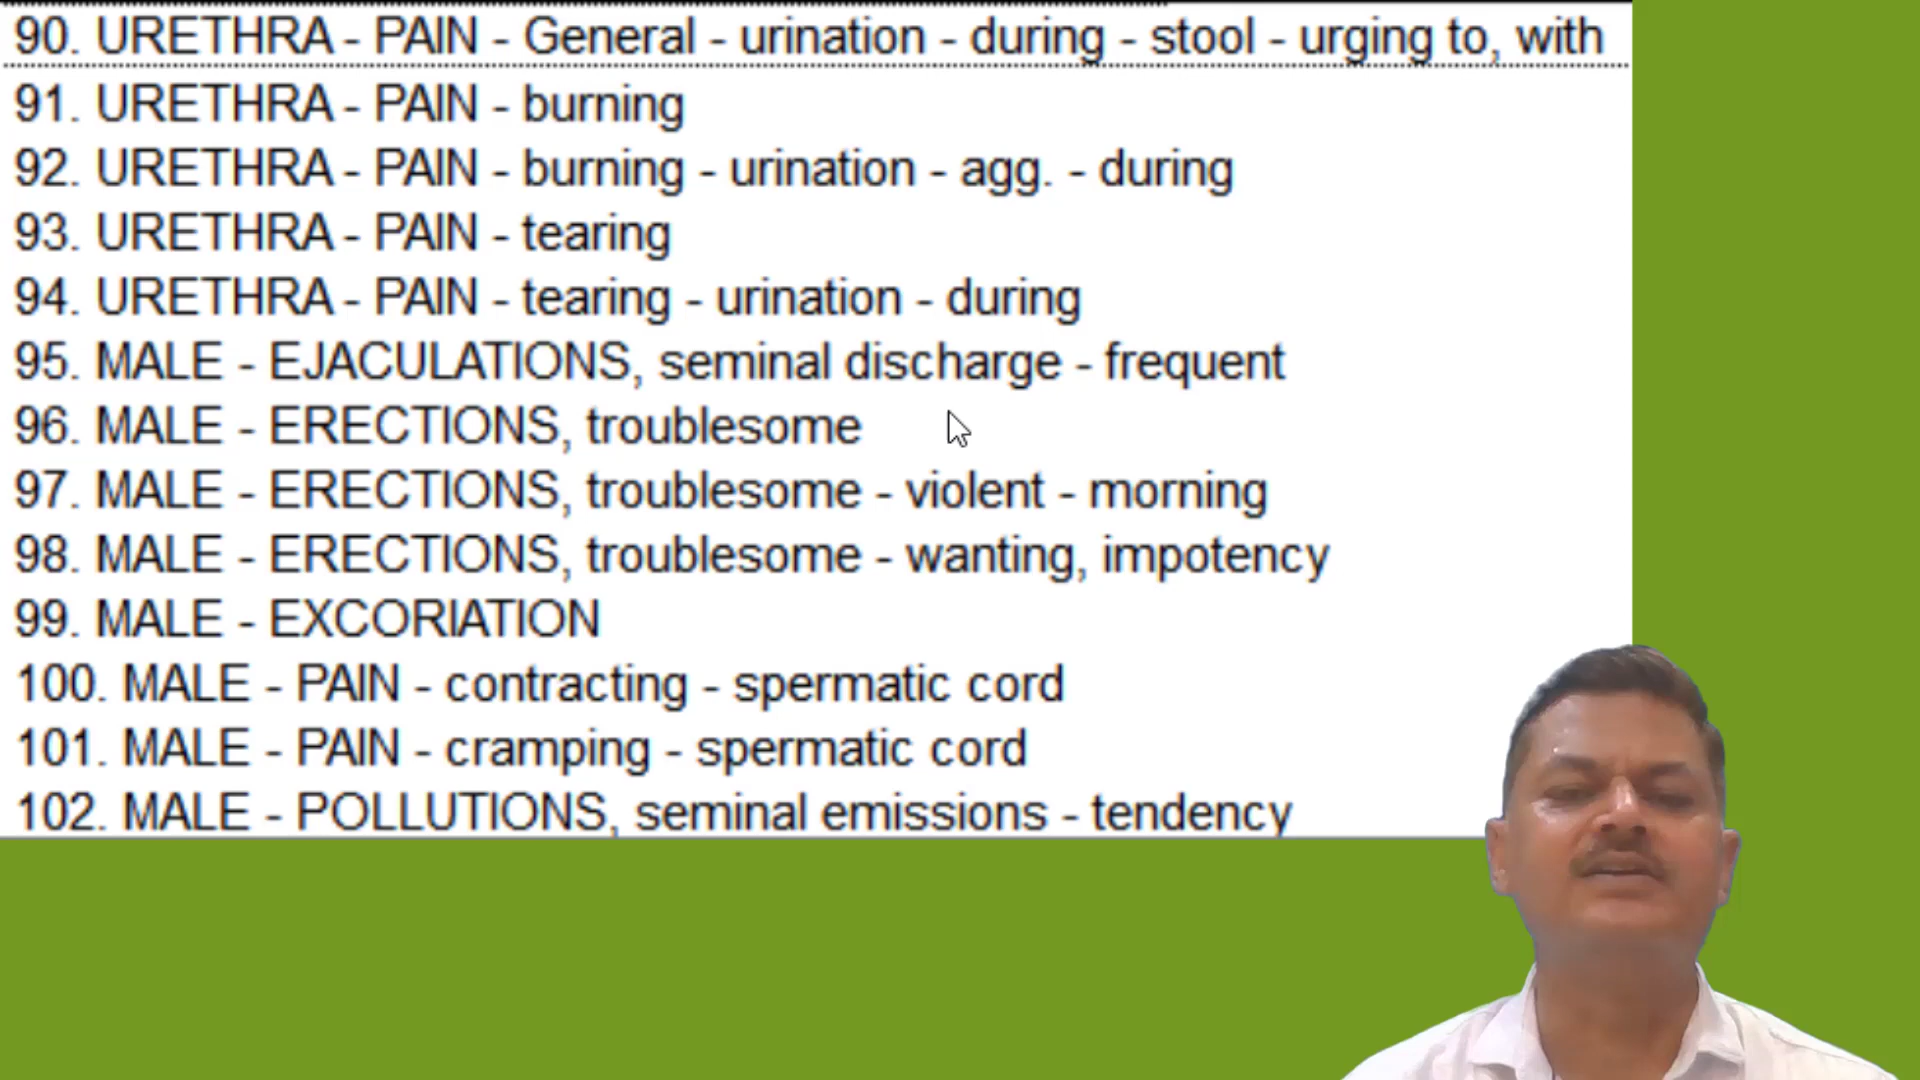 90. URETHRA - PAIN - General - urination - during - stool - urging to, with
91. URETHRA - PAIN - burning
92. URETHRA - PAIN - burning - urination - agg. - during
93. URETHRA - PAIN - tearing
94. URETHRA - PAIN - tearing - urination - during
95. MALE - EJACULATIONS, seminal discharge - frequent
96. MALE - ERECTIONS, troublesome
97. MALE - ERECTIONS, troublesome - violent - morning
98. MALE - ERECTIONS, troublesome - wanting, impotency
99. MALE - EXCORIATION
100. MALE - PAIN - contracting - spermatic cord
101. MALE - PAIN - cramping - spermatic cord
102. MALE - POLLUTIONS, seminal emissions - tendency